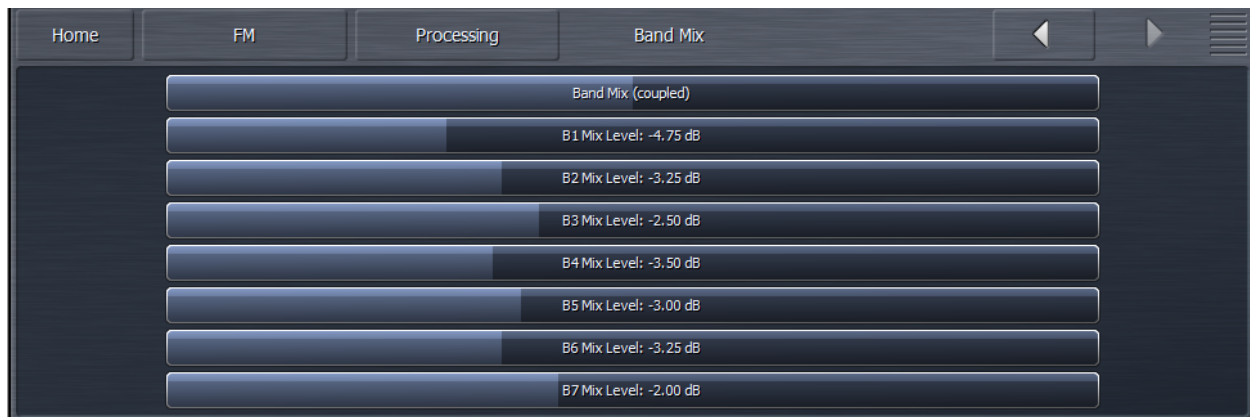 Home FM Processing Band Mix
Band Mix (coupled)
B1 Mix Level: -4.75 dB
B2 Mix Level: -3.25 dB
B3 Mix Level: -2.50 dB
B4 Mix Level: -3.50 dB
B5 Mix Level: -3.00 dB
B6 Mix Level: -3.25 dB
B7 Mix Level: -2.00 dB